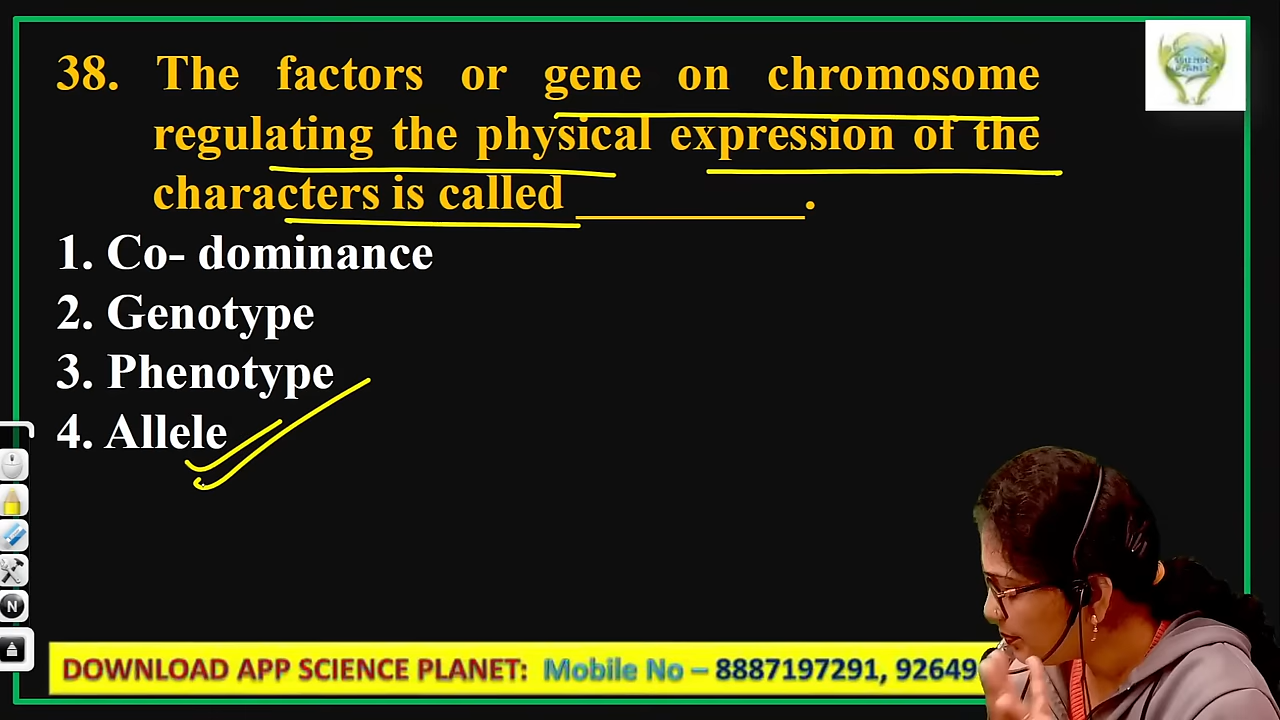 38. The factors or gene on chromosome
regulating the physical expression of the
characters is called __________.
1. Co- dominance
2. Genotype
3. Phenotype
4. Allele
N
DOWNLOAD APP SCIENCE PLANET: Mobile No – 8887197291, 92649